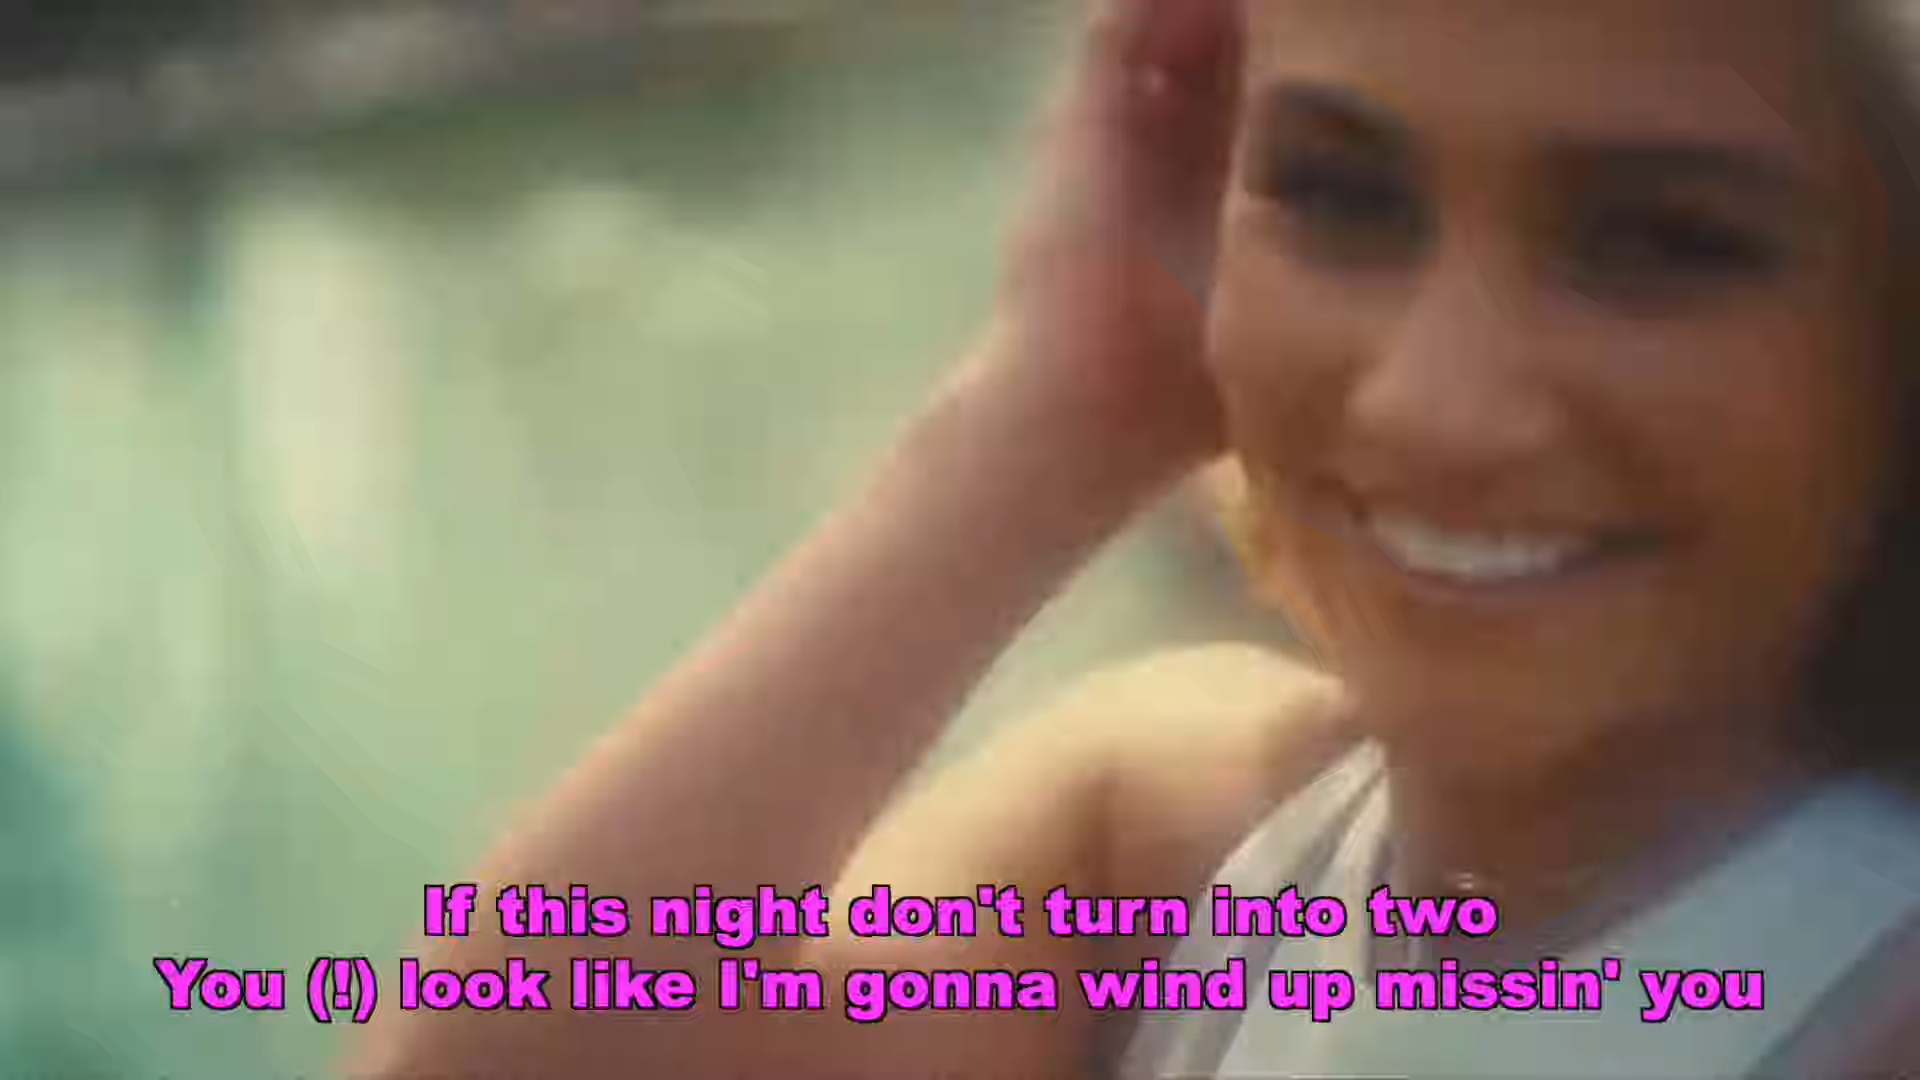 If this night don't turn into two
You (!) look like I'm gonna wind up missin' you